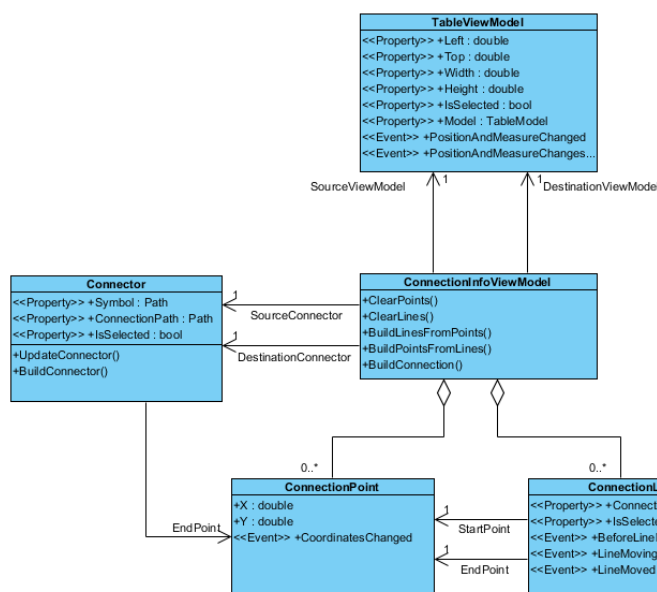 TableViewModel
<<Property>> +Left : double
<<Property>> +Top : double
<<Property>> +Width : double
<<Property>> +Height : double
<<Property>> +IsSelected : bool
<<Property>> +Model : TableModel
<<Event>> +PositionAndMeasureChanged
<<Event>> +PositionAndMeasureChanges...
SourceViewModel
1
1
DestinationViewModel
Connector
<<Property>> +Symbol : Path
<<Property>> +ConnectionPath : Path
<<Property>> +IsSelected : bool
+UpdateConnector()
+BuildConnector()
1
SourceConnector
1
DestinationConnector
ConnectionInfoViewModel
+ClearPoints()
+ClearLines()
+BuildLinesFromPoints()
+BuildPointsFromLines()
+BuildConnection()
0..*
0..*
EndPoint
ConnectionPoint
+X : double
+Y : double
<<Event>> +CoordinatesChanged
1
StartPoint
1
EndPoint
ConnectionL
<<Property>> +Connect
<<Property>> +IsSelecte
<<Event>> +BeforeLine
<<Event>> +LineMoving
<<Event>> +LineMoved